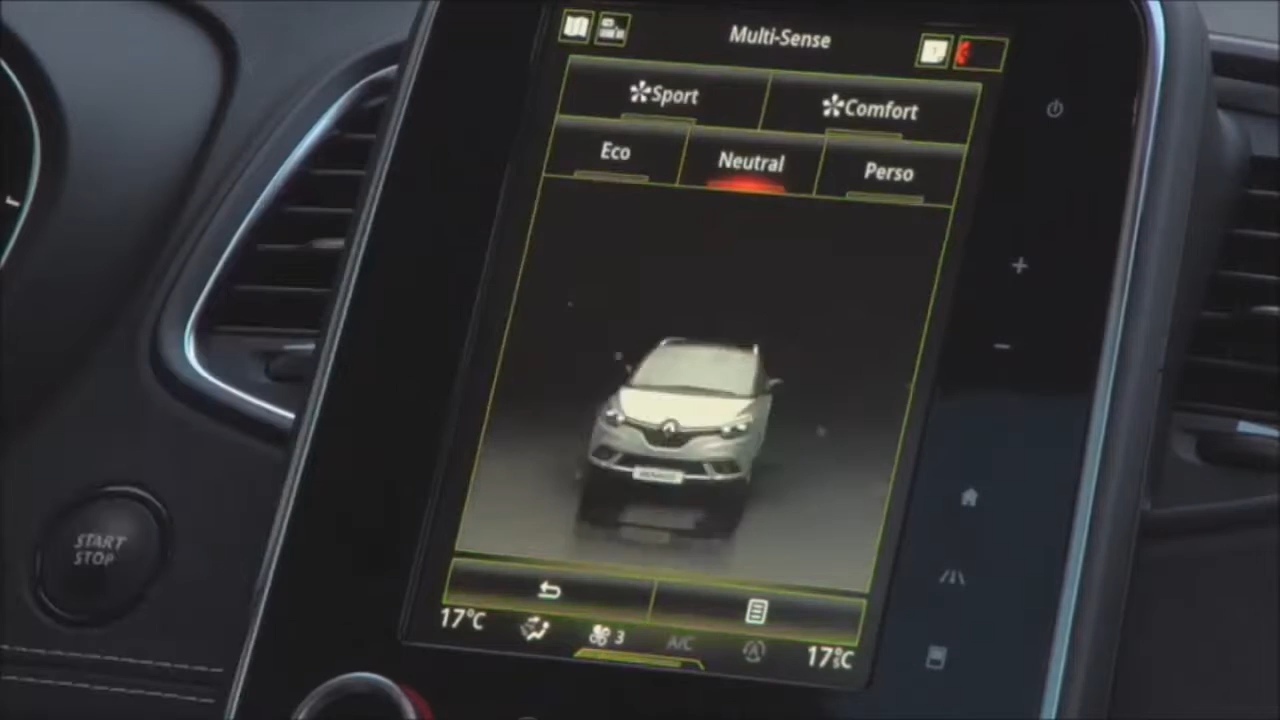 Multi-Sense
Sport
Comfort
Eco
Neutral
Perso
START
STOP
17°C
3
A/C
17°C